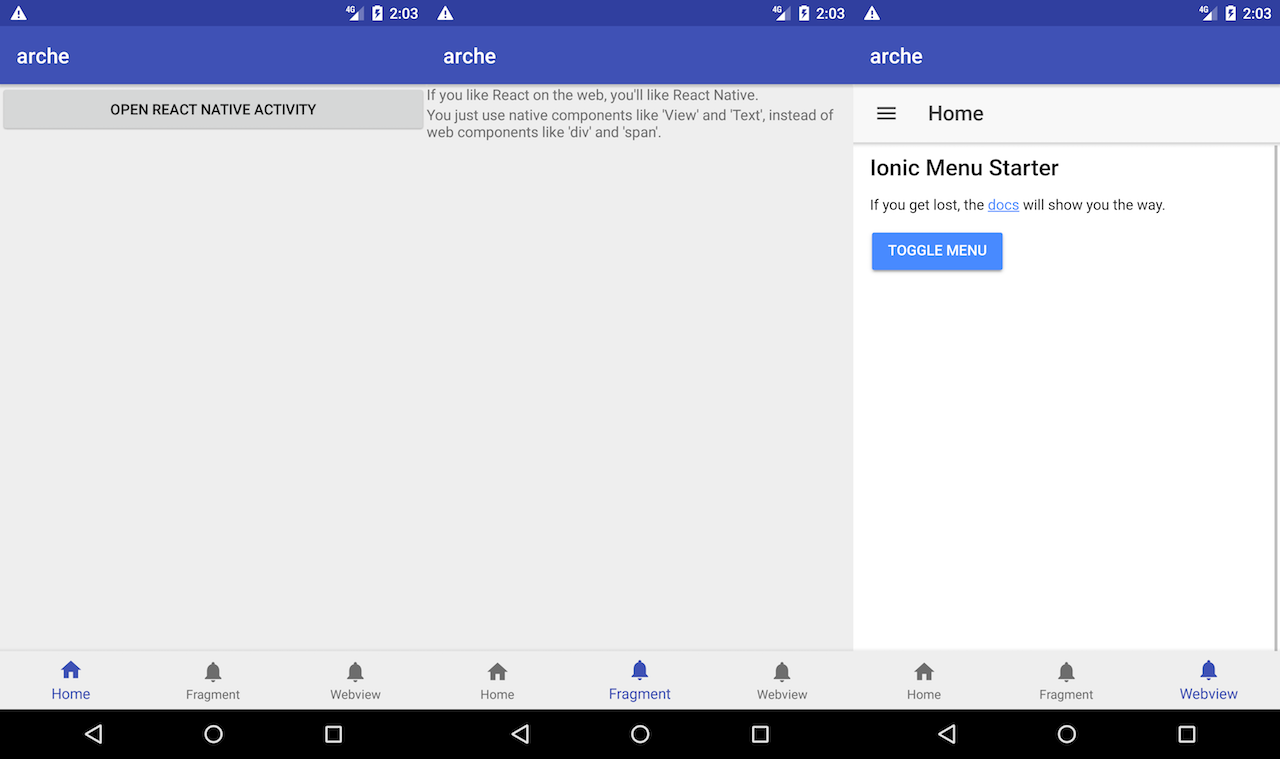 4G 2:03
arche
OPEN REACT NATIVE ACTIVITY
Home Fragment Webview
4G 2:03
arche
If you like React on the web, you'll like React Native.
You just use native components like 'View' and 'Text', instead of
web components like 'div' and 'span'.
Home Fragment Webview
4G 2:03
arche
Home
Ionic Menu Starter
If you get lost, the docs will show you the way.
TOGGLE MENU
Home Fragment Webview